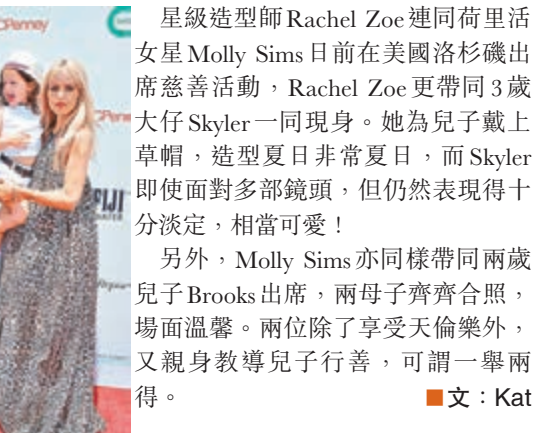 CPenney
星級造型師Rachel Zoe連同荷里活
女星Molly Sims日前在美國洛杉磯出
席慈善活動，Rachel Zoe更帶同3歲
大仔Skyler一同現身。她為兒子戴上
草帽，造型夏日非常夏日，而Skyler
即使面對多部鏡頭，但仍然表現得十
分淡定，相當可愛！
另外，Molly Sims亦同樣帶同兩歲
兒子Brooks出席，兩母子齊齊合照，
場面溫馨。兩位除了享受天倫樂外，
又親身教導兒子行善，可謂一舉兩
得。 ■文：Kat
FIJI
WATER